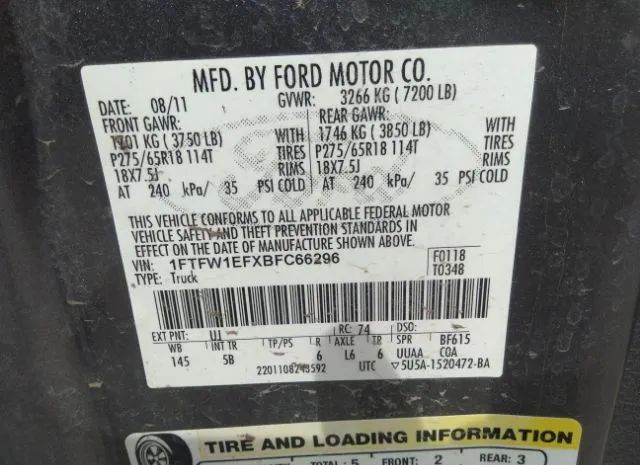 MFD. BY FORD MOTOR CO.
DATE: 08/11 GVWR: 3266 KG ( 7200 LB)
FRONT GAWR: REAR GAWR:
1701 KG ( 3750 LB) WITH 1746 KG ( 3850 LB) WITH
P275/65R18 114T TIRES P275/65R18 114T TIRES
18X7.5J RIMS 18X7.5J RIMS
AT 240 kPa/ 35 PSI COLD AT 240 kPa/ 35 PSI COLD
THIS VEHICLE CONFORMS TO ALL APPLICABLE FEDERAL MOTOR
VEHICLE SAFETY AND THEFT PREVENTION STANDARDS IN
EFFECT ON THE DATE OF MANUFACTURE SHOWN ABOVE.
VIN: 1FTFW1EFXBFC66296 F0118
TYPE: Truck T0348
EXT PNT: UJ RC: 74 DSO:
WB INT TR TP/PS R AXLE TR SPR BF615
145 5B 6 L6 6 UUAA COA
UTC ▽5U5A-1520472-BA
TIRE AND LOADING INFORMATION
TOTAL: 5 FRONT: 2 REAR: 3